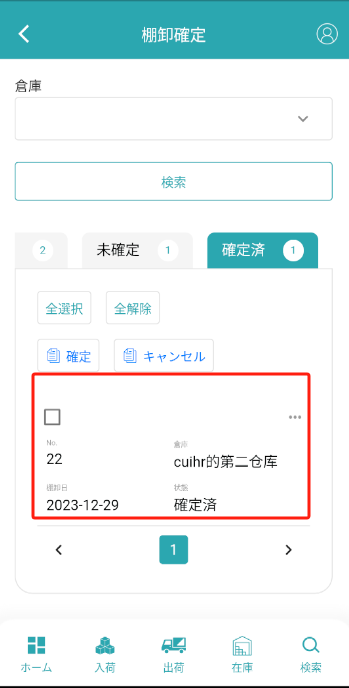 棚卸確定
倉庫
検索
2 未確定 1 確定済 1
全選択 全解除
確定 キャンセル
No. 倉庫
22 cuihr的第二仓库
棚卸日 状態
2023-12-29 確定済
1
ホーム 入荷 出荷 在庫 検索